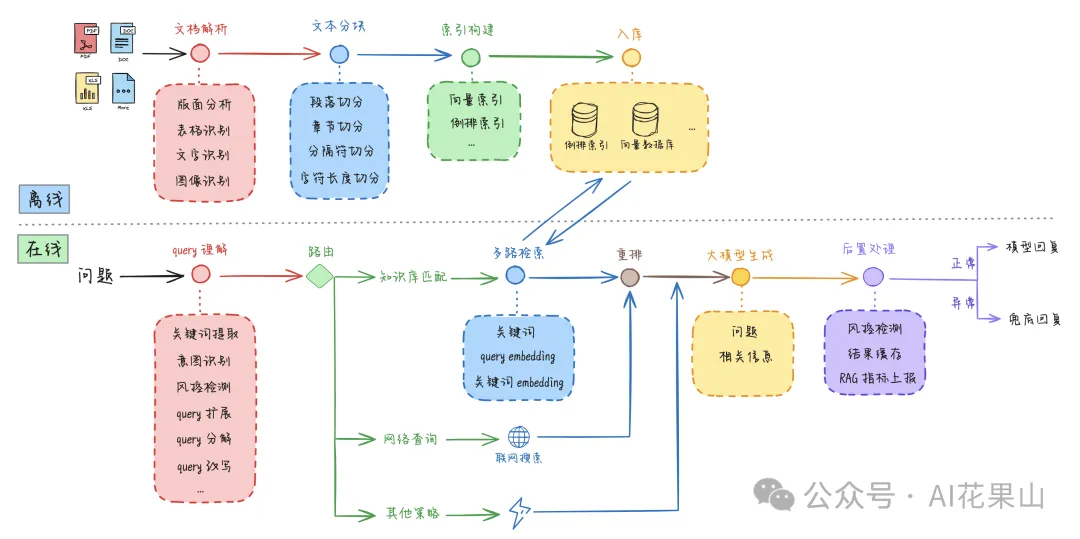 文档解析
文本分块
索引构建
入库
PDF
DOC
PDF
DOC
XLS
XLS
More
版面分析
表格识别
文字识别
图像识别
段落切分
章节切分
分隔符切分
字符长度切分
向量索引
倒排索引
...
倒排索引
向量数据库
...
离线
在线
问题
query 理解
路由
知识库匹配
多路检索
重排
大模型生成
后置处理
正常
模型回复
异常
兜底回复
关键词提取
意图识别
风控检测
query 扩展
query 分解
query 改写
...
关键词
query embedding
关键词 embedding
问题
相关信息
风控检测
结果缓存
RAG 指标上报
网络查询
联网搜索
其他策略
公众号 · AI花果山